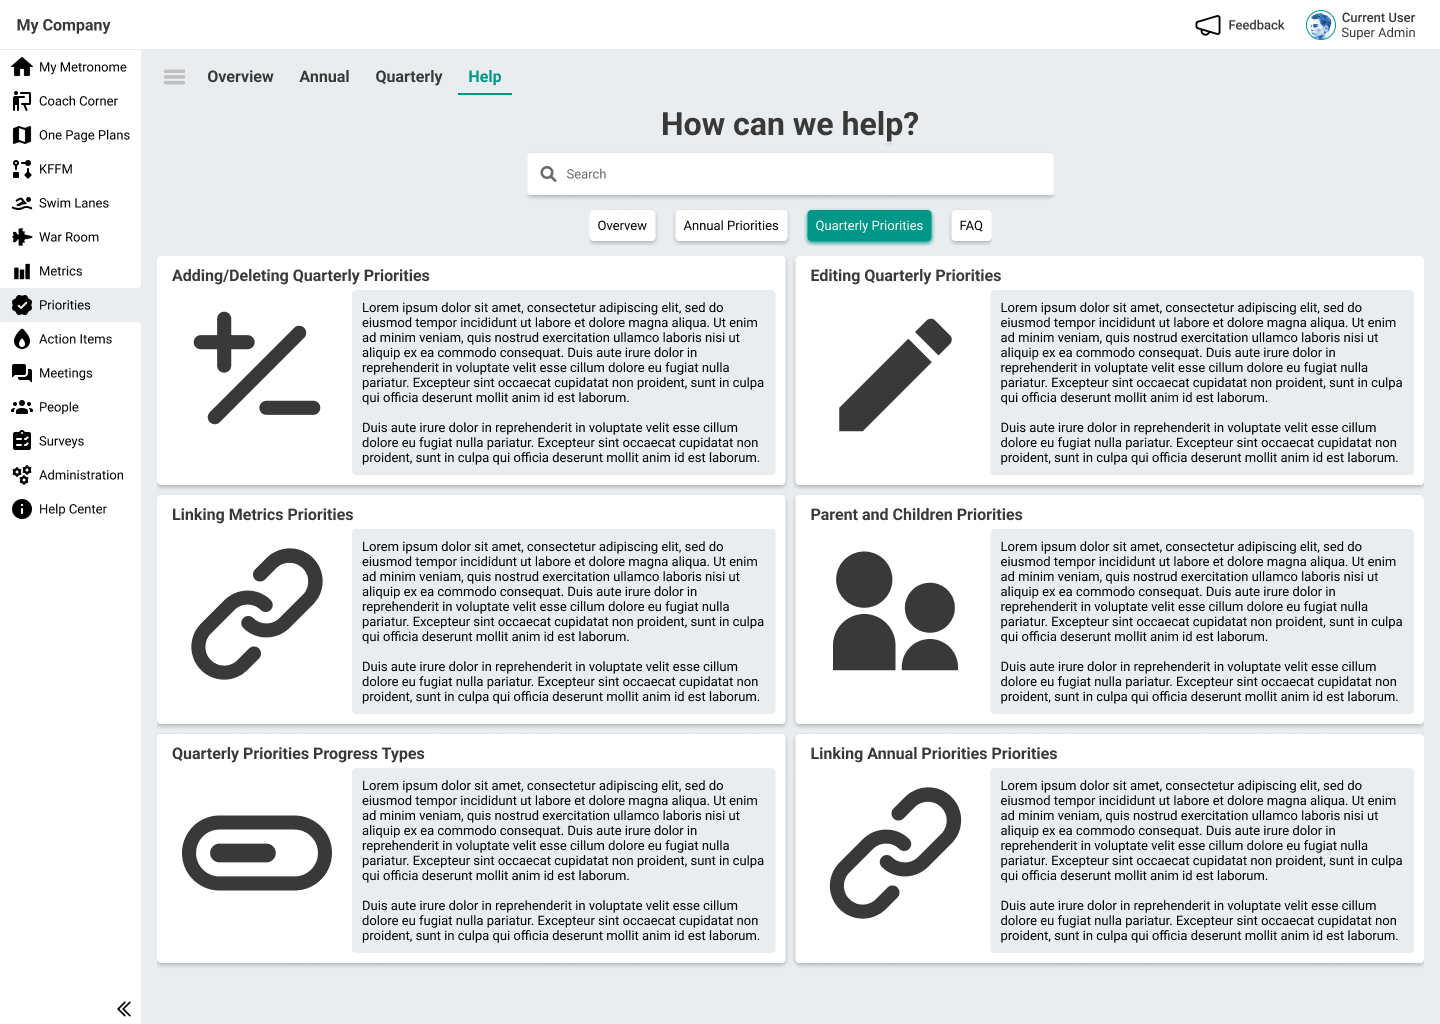 My Company
Feedback
Current User
Super Admin
My Metronome
Coach Corner
One Page Plans
KFFM
Swim Lanes
War Room
Metrics
Priorities
Action Items
Meetings
People
Surveys
Administration
Help Center
Overview Annual Quarterly Help
How can we help?
Search
Overvew Annual Priorities Quarterly Priorities FAQ
Adding/Deleting Quarterly Priorities
Lorem ipsum dolor sit amet, consectetur adipiscing elit, sed do
eiusmod tempor incididunt ut labore et dolore magna aliqua. Ut enim
ad minim veniam, quis nostrud exercitation ullamco laboris nisi ut
aliquip ex ea commodo consequat. Duis aute irure dolor in
reprehenderit in voluptate velit esse cillum dolore eu fugiat nulla
pariatur. Excepteur sint occaecat cupidatat non proident, sunt in culpa
qui officia deserunt mollit anim id est laborum.
Duis aute irure dolor in reprehenderit in voluptate velit esse cillum
dolore eu fugiat nulla pariatur. Excepteur sint occaecat cupidatat non
proident, sunt in culpa qui officia deserunt mollit anim id est laborum.
Editing Quarterly Priorities
Lorem ipsum dolor sit amet, consectetur adipiscing elit, sed do
eiusmod tempor incididunt ut labore et dolore magna aliqua. Ut enim
ad minim veniam, quis nostrud exercitation ullamco laboris nisi ut
aliquip ex ea commodo consequat. Duis aute irure dolor in
reprehenderit in voluptate velit esse cillum dolore eu fugiat nulla
pariatur. Excepteur sint occaecat cupidatat non proident, sunt in culpa
qui officia deserunt mollit anim id est laborum.
Duis aute irure dolor in reprehenderit in voluptate velit esse cillum
dolore eu fugiat nulla pariatur. Excepteur sint occaecat cupidatat non
proident, sunt in culpa qui officia deserunt mollit anim id est laborum.
Linking Metrics Priorities
Lorem ipsum dolor sit amet, consectetur adipiscing elit, sed do
eiusmod tempor incididunt ut labore et dolore magna aliqua. Ut enim
ad minim veniam, quis nostrud exercitation ullamco laboris nisi ut
aliquip ex ea commodo consequat. Duis aute irure dolor in
reprehenderit in voluptate velit esse cillum dolore eu fugiat nulla
pariatur. Excepteur sint occaecat cupidatat non proident, sunt in culpa
qui officia deserunt mollit anim id est laborum.
Duis aute irure dolor in reprehenderit in voluptate velit esse cillum
dolore eu fugiat nulla pariatur. Excepteur sint occaecat cupidatat non
proident, sunt in culpa qui officia deserunt mollit anim id est laborum.
Parent and Children Priorities
Lorem ipsum dolor sit amet, consectetur adipiscing elit, sed do
eiusmod tempor incididunt ut labore et dolore magna aliqua. Ut enim
ad minim veniam, quis nostrud exercitation ullamco laboris nisi ut
aliquip ex ea commodo consequat. Duis aute irure dolor in
reprehenderit in voluptate velit esse cillum dolore eu fugiat nulla
pariatur. Excepteur sint occaecat cupidatat non proident, sunt in culpa
qui officia deserunt mollit anim id est laborum.
Duis aute irure dolor in reprehenderit in voluptate velit esse cillum
dolore eu fugiat nulla pariatur. Excepteur sint occaecat cupidatat non
proident, sunt in culpa qui officia deserunt mollit anim id est laborum.
Quarterly Priorities Progress Types
Lorem ipsum dolor sit amet, consectetur adipiscing elit, sed do
eiusmod tempor incididunt ut labore et dolore magna aliqua. Ut enim
ad minim veniam, quis nostrud exercitation ullamco laboris nisi ut
aliquip ex ea commodo consequat. Duis aute irure dolor in
reprehenderit in voluptate velit esse cillum dolore eu fugiat nulla
pariatur. Excepteur sint occaecat cupidatat non proident, sunt in culpa
qui officia deserunt mollit anim id est laborum.
Duis aute irure dolor in reprehenderit in voluptate velit esse cillum
dolore eu fugiat nulla pariatur. Excepteur sint occaecat cupidatat non
proident, sunt in culpa qui officia deserunt mollit anim id est laborum.
Linking Annual Priorities Priorities
Lorem ipsum dolor sit amet, consectetur adipiscing elit, sed do
eiusmod tempor incididunt ut labore et dolore magna aliqua. Ut enim
ad minim veniam, quis nostrud exercitation ullamco laboris nisi ut
aliquip ex ea commodo consequat. Duis aute irure dolor in
reprehenderit in voluptate velit esse cillum dolore eu fugiat nulla
pariatur. Excepteur sint occaecat cupidatat non proident, sunt in culpa
qui officia deserunt mollit anim id est laborum.
Duis aute irure dolor in reprehenderit in voluptate velit esse cillum
dolore eu fugiat nulla pariatur. Excepteur sint occaecat cupidatat non
proident, sunt in culpa qui officia deserunt mollit anim id est laborum.